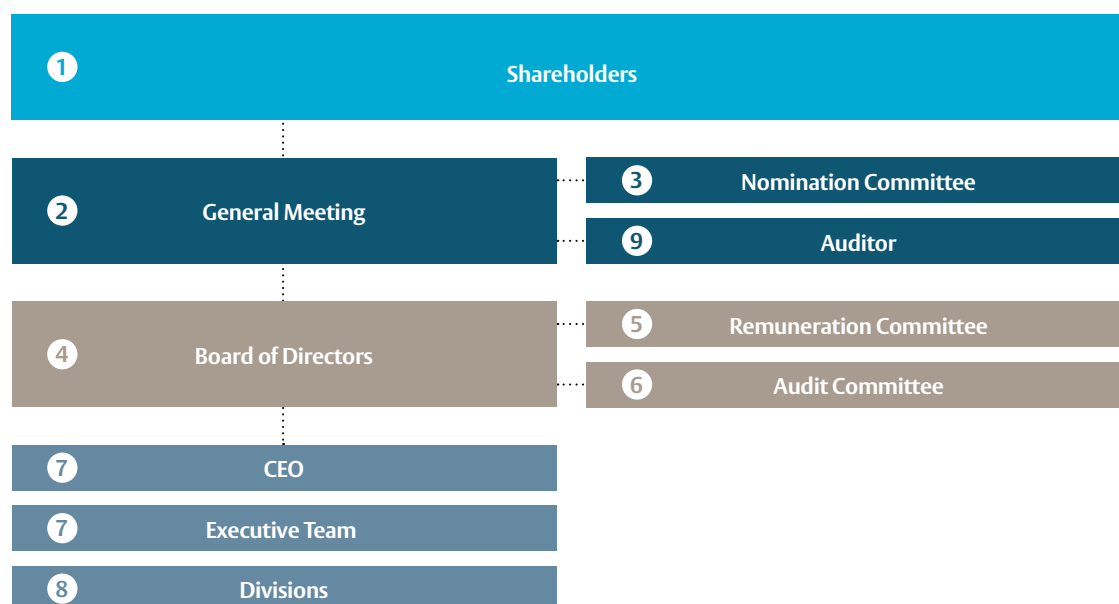 1 Shareholders
2 General Meeting
3 Nomination Committee
9 Auditor
4 Board of Directors
5 Remuneration Committee
6 Audit Committee
7 CEO
7 Executive Team
8 Divisions